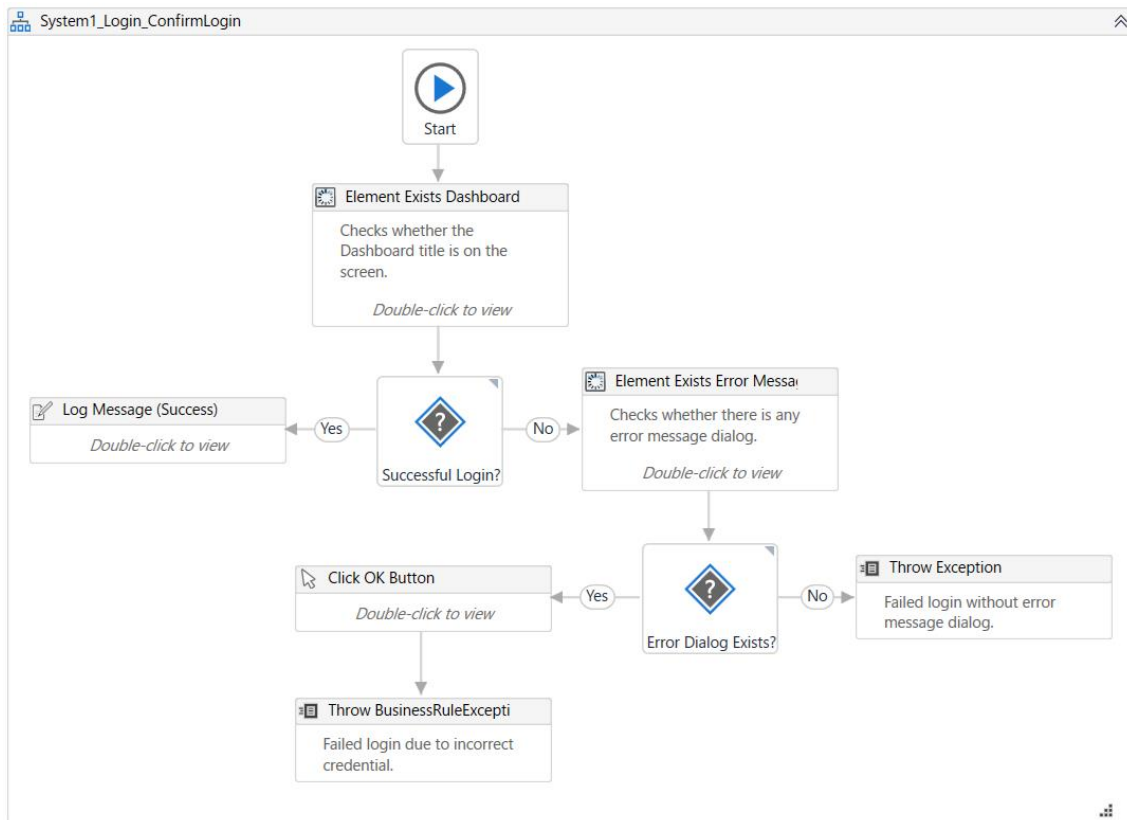 System1_Login_ConfirmLogin
Start
Element Exists Dashboard
Checks whether the
Dashboard title is on the
screen.
Double-click to view
Log Message (Success)
Double-click to view
Yes
Successful Login?
No
Element Exists Error Messa
Checks whether there is any
error message dialog.
Double-click to view
Click OK Button
Double-click to view
Yes
Error Dialog Exists?
No
Throw Exception
Failed login without error
message dialog.
Throw BusinessRuleExcepti
Failed login due to incorrect
credential.